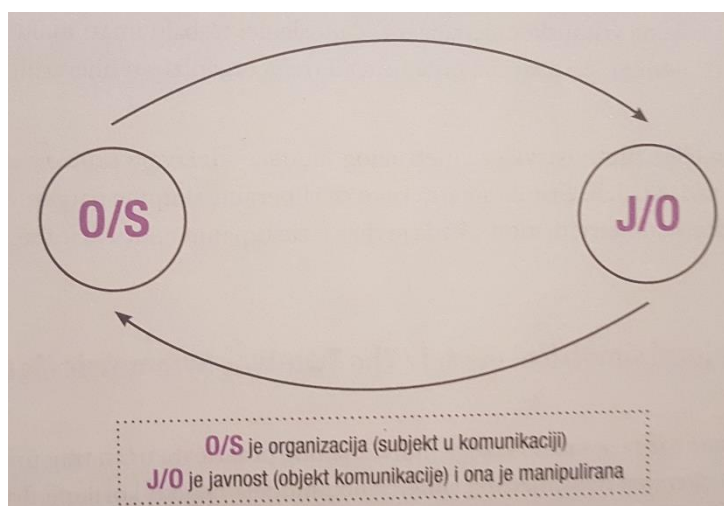 O/S
J/O
O/S je organizacija (subjekt u komunikaciji)
J/O je javnost (objekt komunikacije) i ona je manipulirana